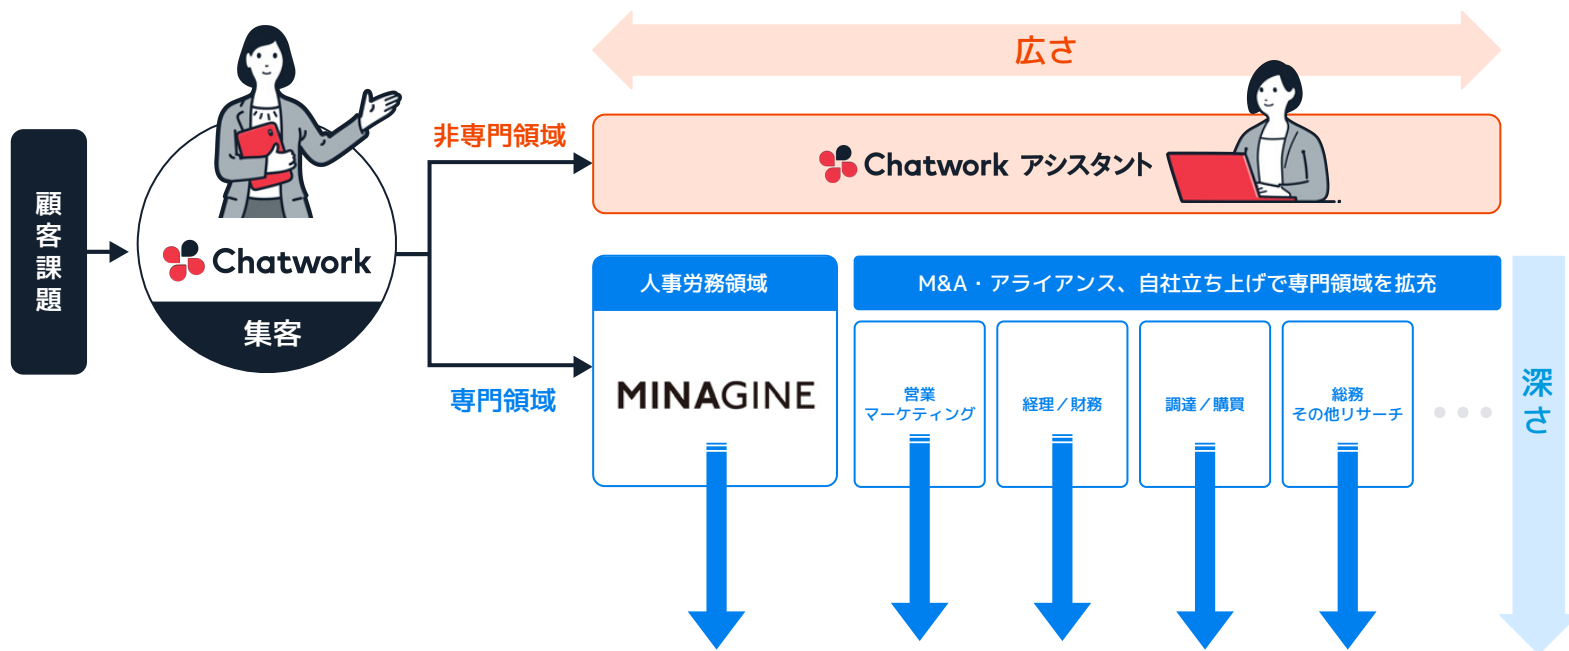 顧客課題
Chatwork
集客
非専門領域
専門領域
広さ
Chatwork アシスタント
人事労務領域
MINAGINE
M&A・アライアンス、自社立ち上げで専門領域を拡充
営業
マーケティング
経理／財務
調達／購買
総務
その他リサーチ
深さ